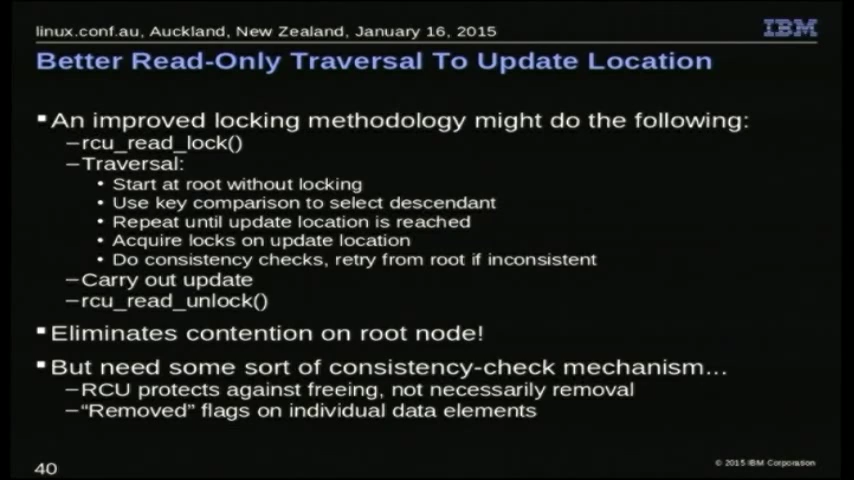 linux.conf.au, Auckland, New Zealand, January 16, 2015
IBM
Better Read-Only Traversal To Update Location
▪An improved locking methodology might do the following:
–rcu_read_lock()
–Traversal:
• Start at root without locking
• Use key comparison to select descendant
• Repeat until update location is reached
• Acquire locks on update location
• Do consistency checks, retry from root if inconsistent
–Carry out update
–rcu_read_unlock()
▪Eliminates contention on root node!
▪But need some sort of consistency-check mechanism...
–RCU protects against freeing, not necessarily removal
–“Removed” flags on individual data elements
40
© 2015 IBM Corporation